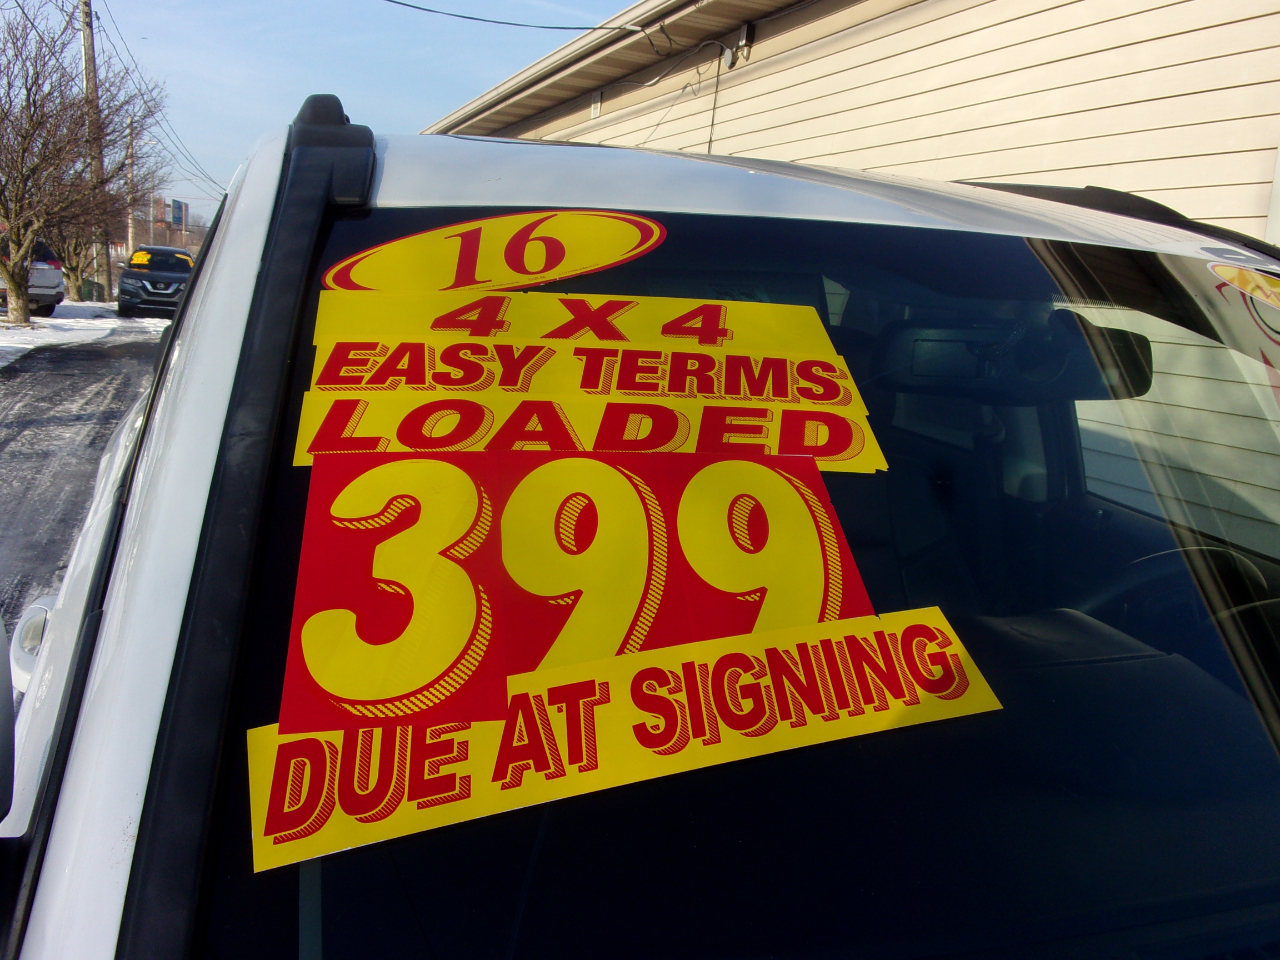 16
4 X 4
EASY TERMS
LOADED
399
DUE AT SIGNING